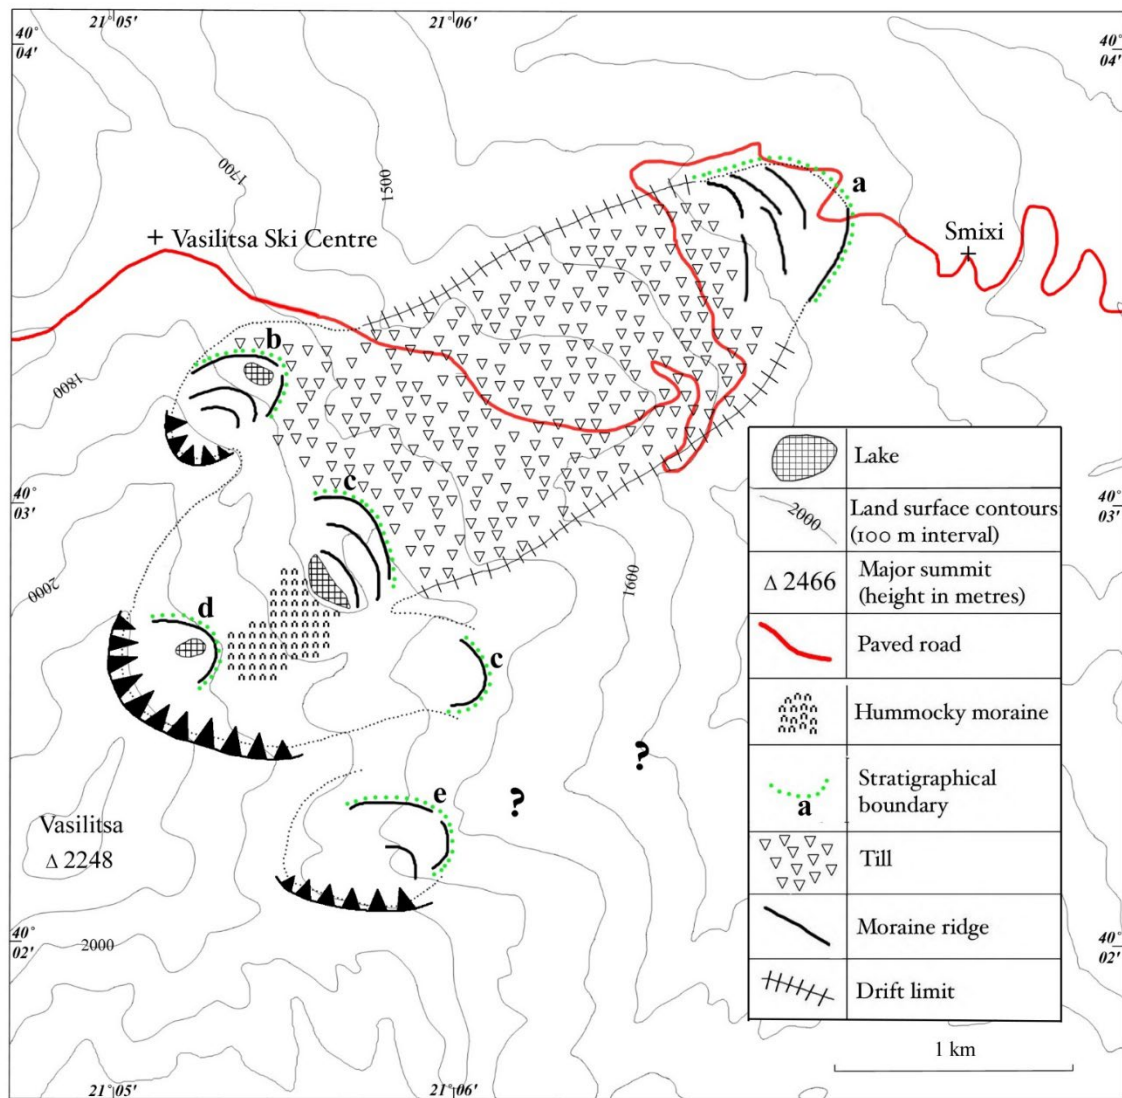 21° 05' 21° 06'
40° 04'
40° 04'
1700
1500
a
+ Vasilitsa Ski Centre
Smixi
+
b
1800
c
40° 03'
40° 03'
2000
1600
d
c
?
e
?
Vasilitsa
Δ 2248
40° 02'
40° 02'
2000
Lake
2000
Land surface contours
(100 m interval)
Δ 2466
Major summit
(height in metres)
Paved road
Hummocky moraine
a
Stratigraphical
boundary
Till
Moraine ridge
Drift limit
1 km
21° 05' 21° 06'